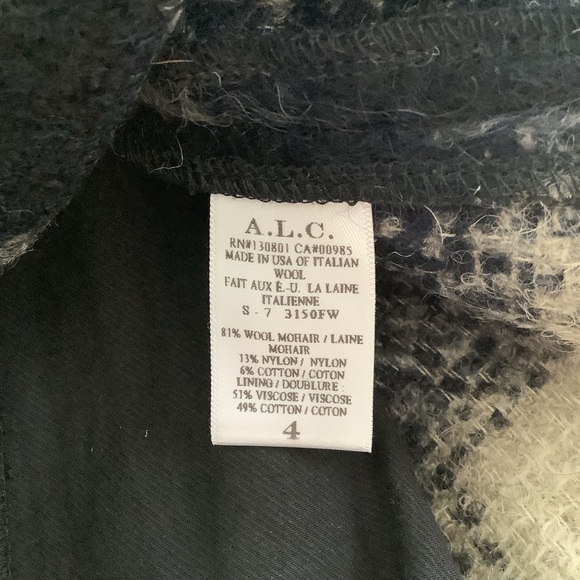 A.L.C.
RN#130801 CA#00985
MADE IN USA OF ITALIAN
WOOL
FAIT AUX É.-U. LA LAINE
ITALIENNE
S - 7 3150FW
81% WOOL MOHAIR / LAINE
MOHAIR
13% NYLON / NYLON
6% COTTON / COTON
LINING / DOUBLURE :
51% VISCOSE / VISCOSE
49% COTTON / COTON
4